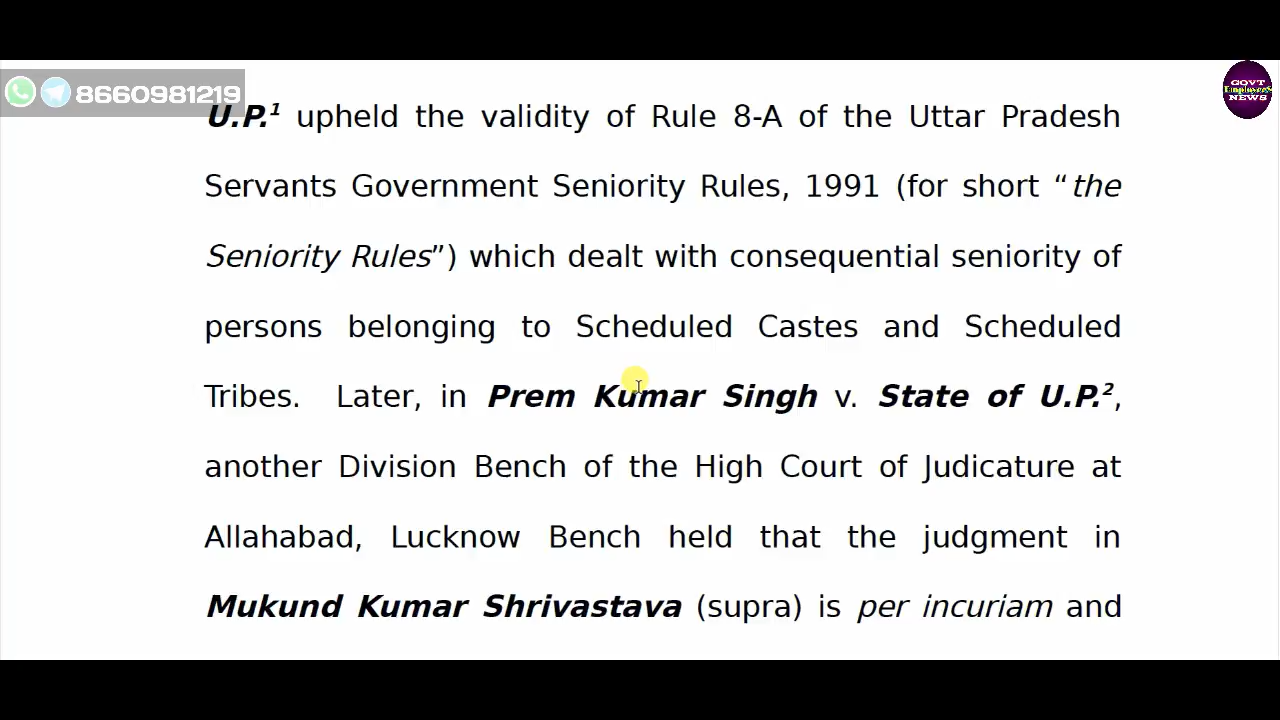 8660981219
GOVT
Employees
NEWS
U.P.¹ upheld the validity of Rule 8-A of the Uttar Pradesh
Servants Government Seniority Rules, 1991 (for short “the
Seniority Rules”) which dealt with consequential seniority of
persons belonging to Scheduled Castes and Scheduled
Tribes. Later, in Prem Kumar Singh v. State of U.P.²,
another Division Bench of the High Court of Judicature at
Allahabad, Lucknow Bench held that the judgment in
Mukund Kumar Shrivastava (supra) is per incuriam and